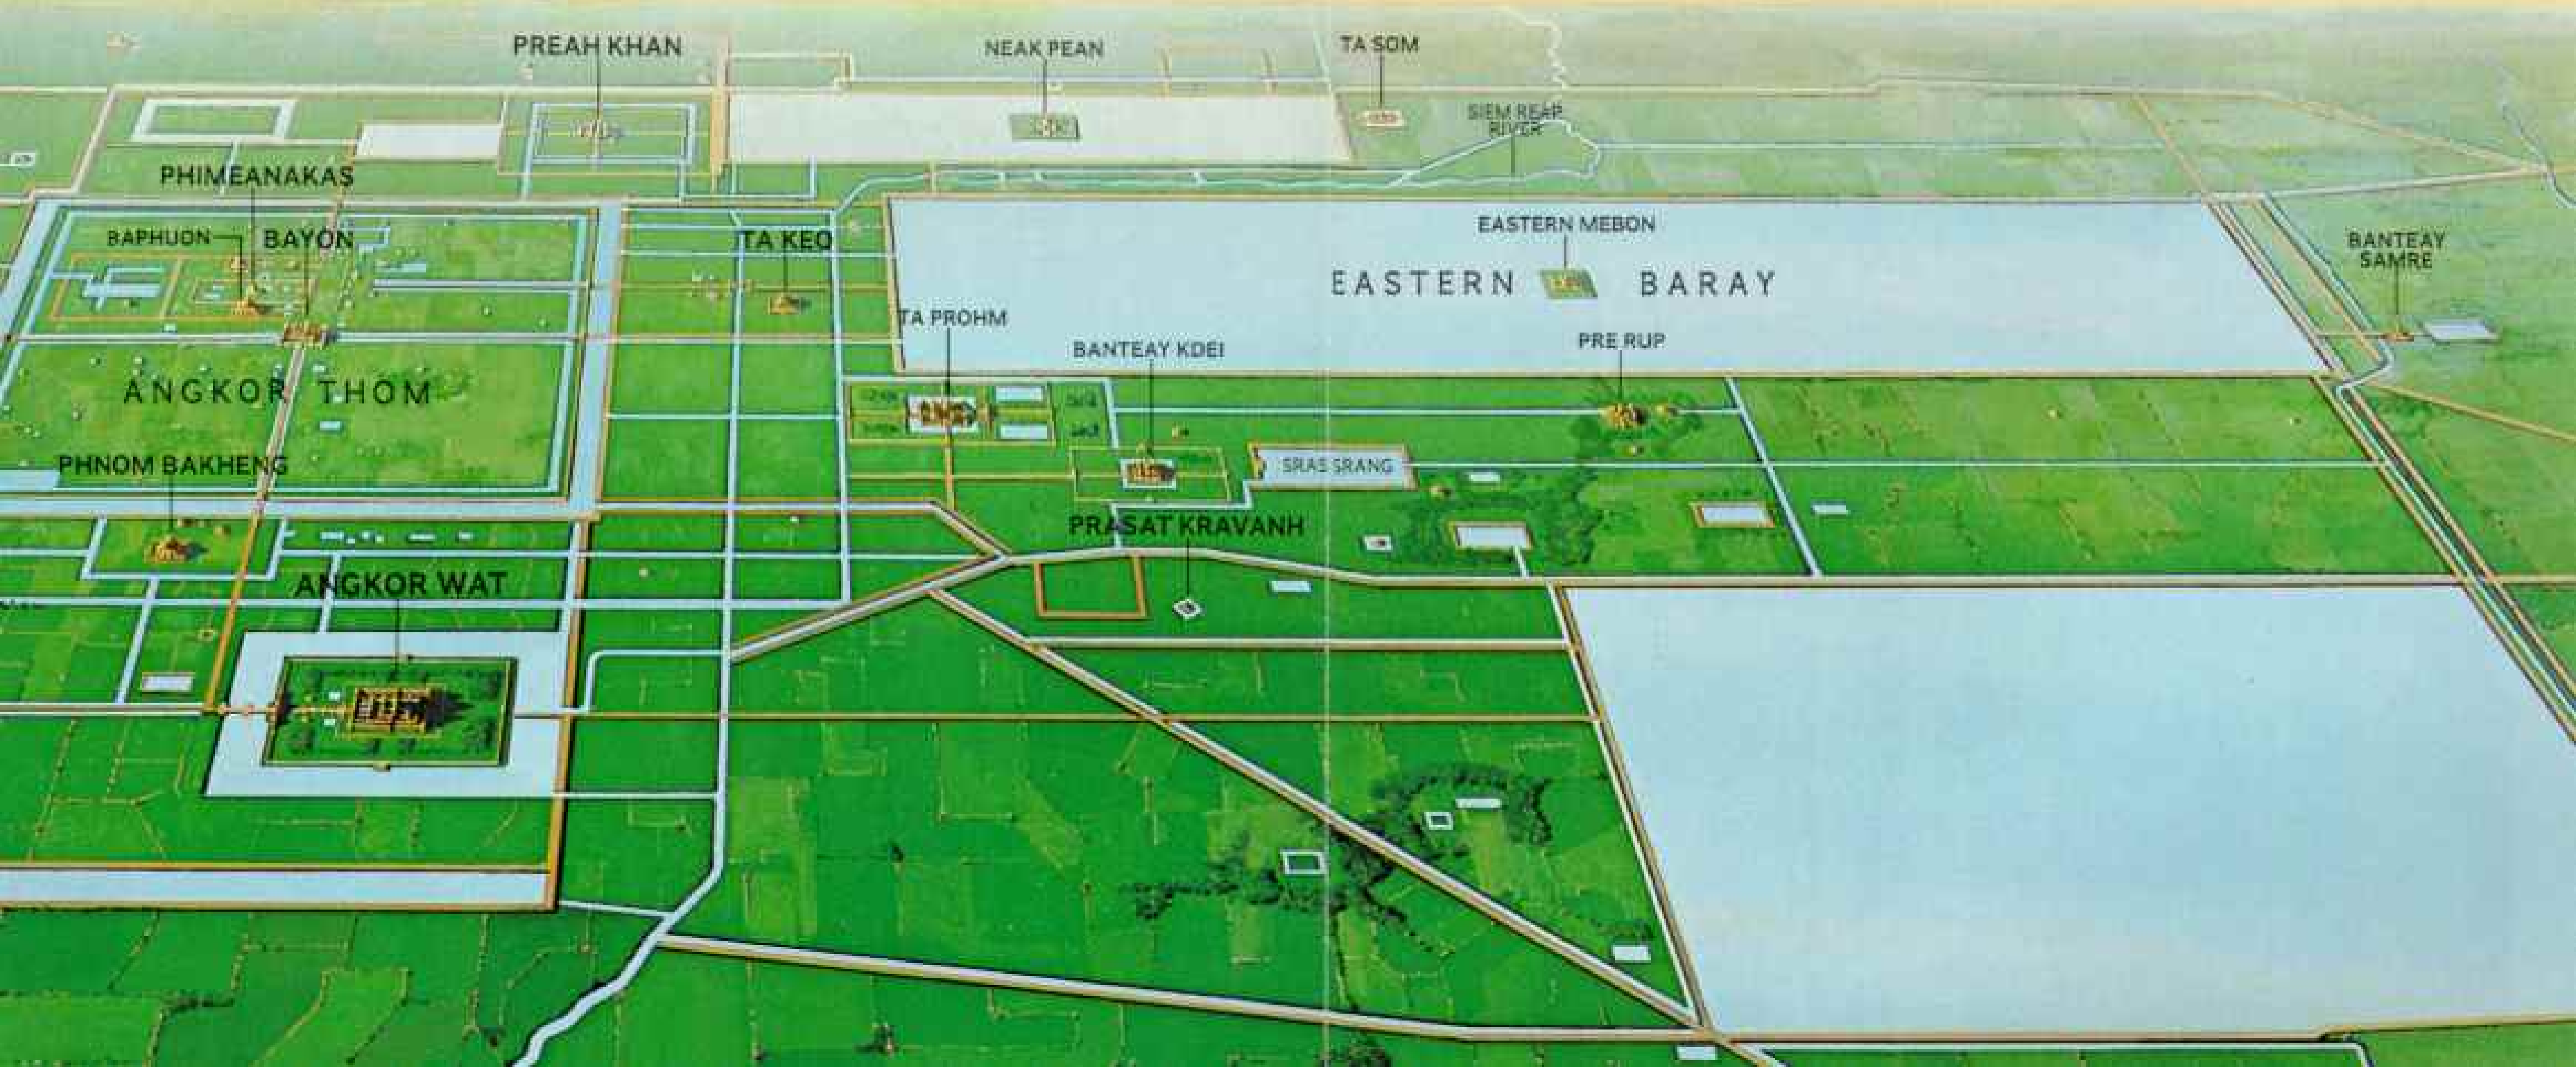 PREAH KHAN
NEAK PEAN
TA SOM
SIEM REAP
RIVER
PHIMEANAKAS
BAPHUON
BAYON
TA KEO
EASTERN MEBON
EASTERN BARAY
BANTEAY
SAMRE
TA PROHM
BANTEAY KDEI
PRE RUP
ANGKOR THOM
PHNOM BAKHENG
SRAS SRANG
PRASAT KRAVANH
ANGKOR WAT